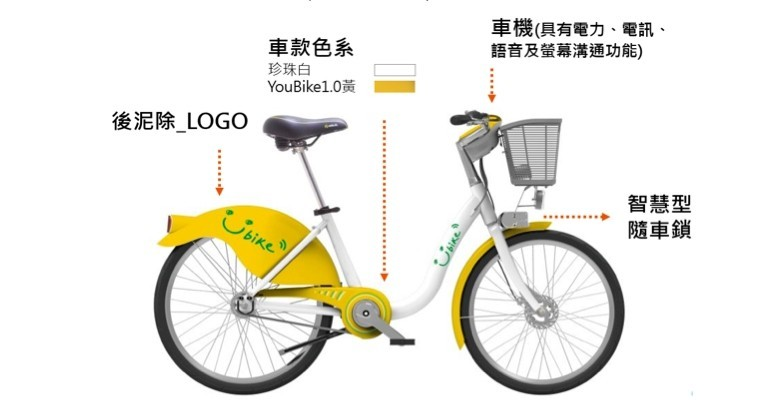 車機(具有電力、電訊、
語音及螢幕溝通功能)
車款色系
珍珠白
YouBike1.0黃
後泥除_LOGO
智慧型
隨車鎖
Ubike
Ubike